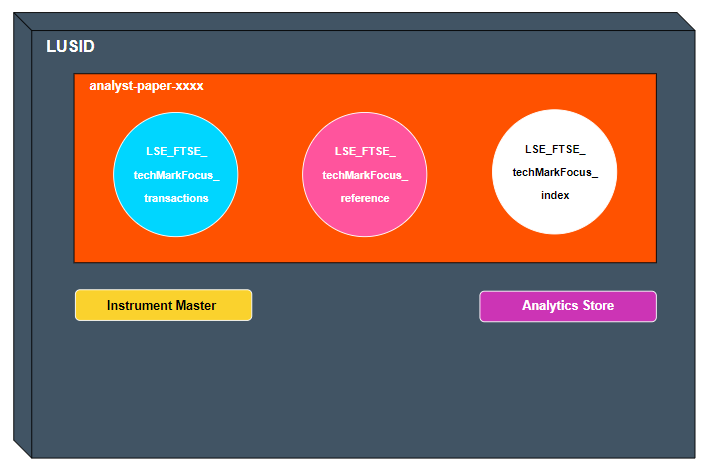 LUSID
analyst-paper-xxxx
LSE_FTSE_
techMarkFocus_
transactions
LSE_FTSE_
techMarkFocus_
reference
LSE_FTSE_
techMarkFocus_
index
Instrument Master
Analytics Store